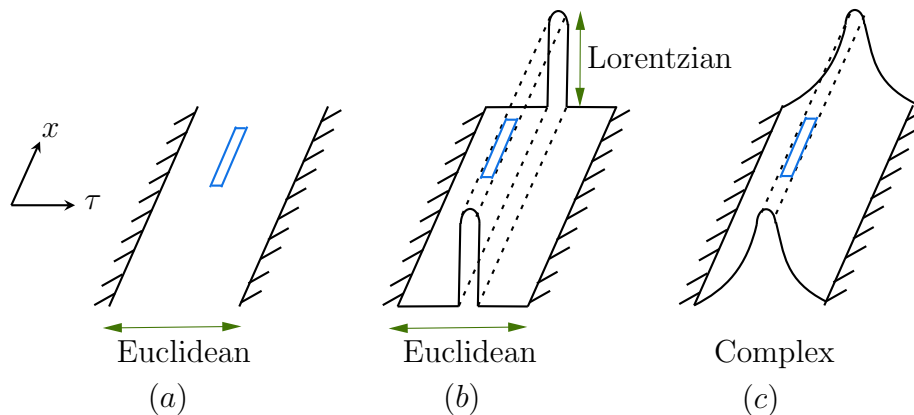 Lorentzian
x
τ
Euclidean
Euclidean
Complex
(a)
(b)
(c)